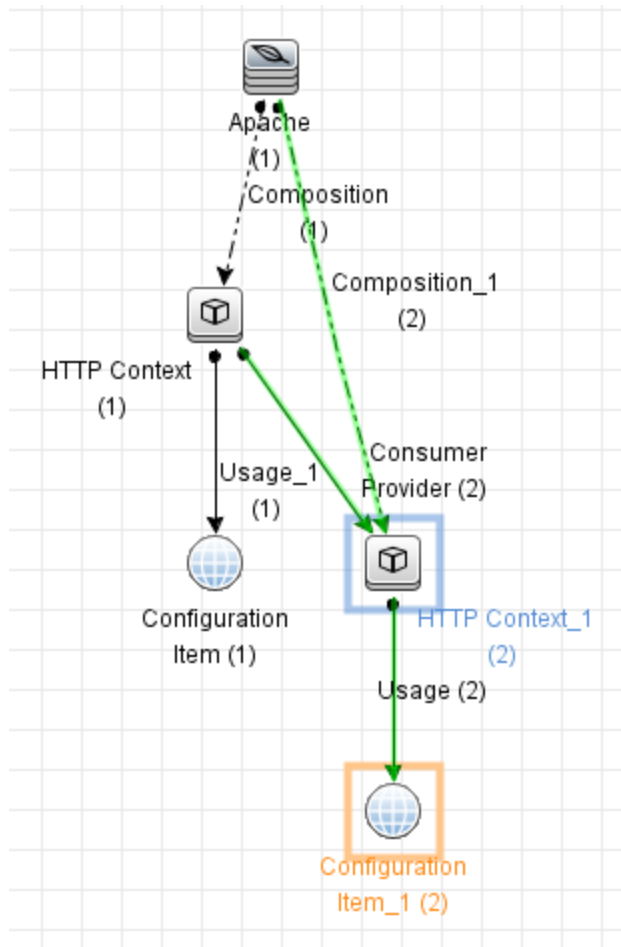 Apache
(1)
Composition
(1)
Composition_1
(2)
HTTP Context
(1)
Consumer
Provider (2)
Usage_1
(1)
Configuration
Item (1)
HTTP Context_1
(2)
Usage (2)
Configuration
Item_1 (2)